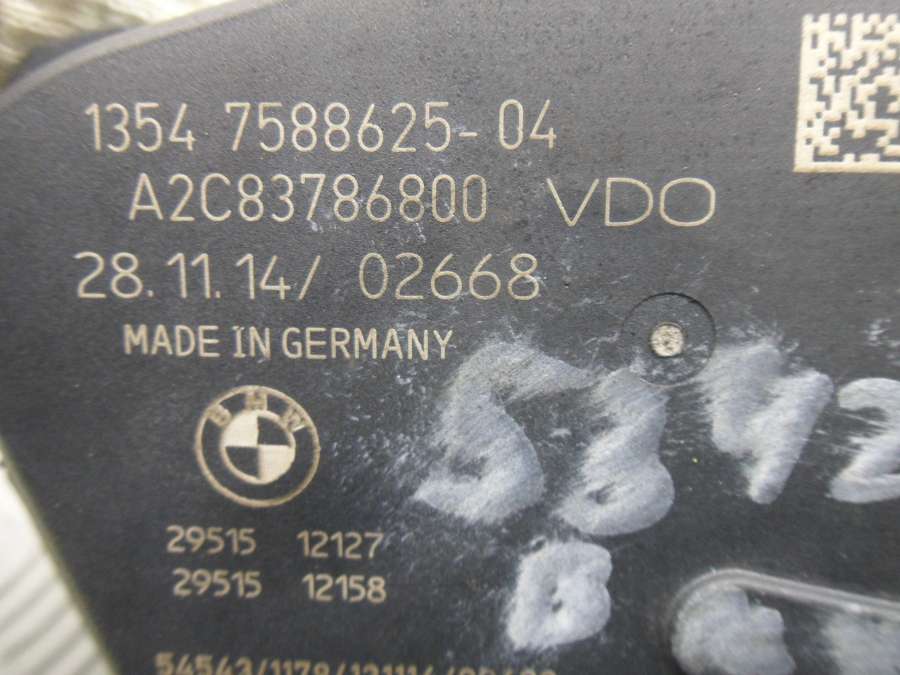 1354 7588625-04
A2C83786800 VDO
28.11.14/ 02668
MADE IN GERMANY
BMW
29515 12127
29515 12158